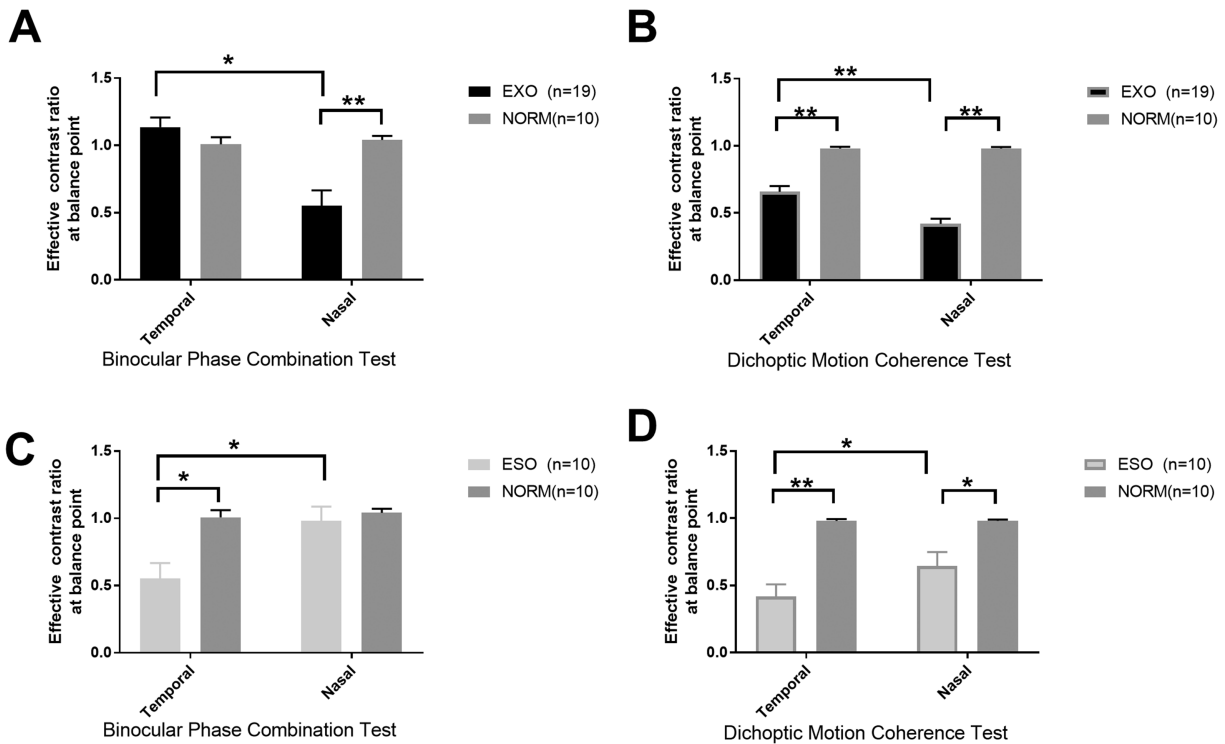 A
Effective contrast ratio
at balance point
1.5
1.0
0.5
0.0
*
**
EXO (n=19)
NORM(n=10)
Temporal
Nasal
Binocular Phase Combination Test
B
Effective contrast ratio
at balance point
1.5
1.0
0.5
0.0
**
**
**
EXO (n=19)
NORM(n=10)
Temporal
Nasal
Dichoptic Motion Coherence Test
C
Effective contrast ratio
at balance point
1.5
1.0
0.5
0.0
*
*
ESO (n=10)
NORM(n=10)
Temporal
Nasal
Binocular Phase Combination Test
D
Effective contrast ratio
at balance point
1.5
1.0
0.5
0.0
*
**
*
ESO (n=10)
NORM(n=10)
Temporal
Nasal
Dichoptic Motion Coherence Test